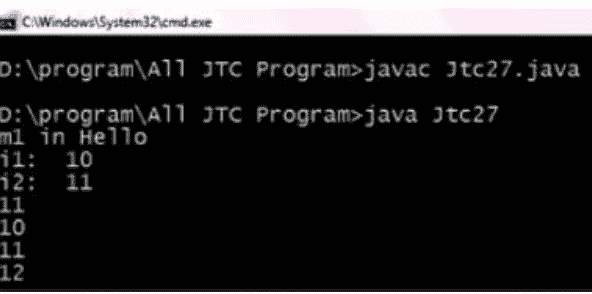 C:\Windows\System32\cmd.exe
D:\program\All JTC Program>javac Jtc27.java
D:\program\All JTC Program>java Jtc27
m1 in Hello
i1:  10
i2:  11
11
10
11
12